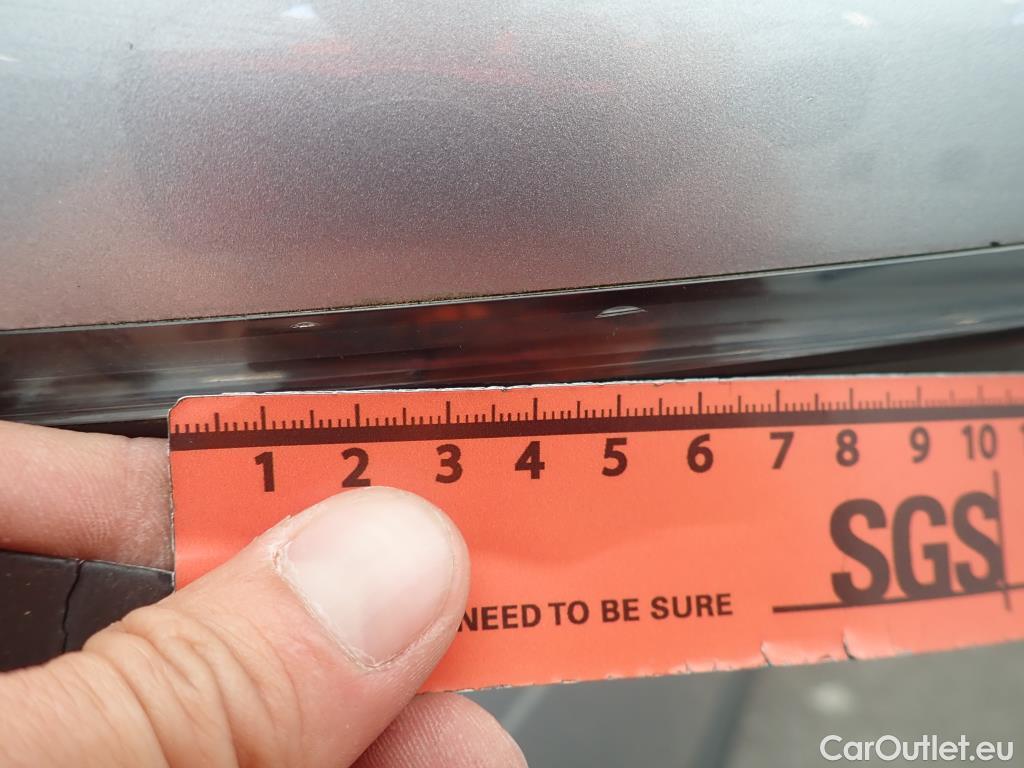 1 2 3 4 5 6 7 8 9 10
SGS
NEED TO BE SURE
CarOutlet.eu